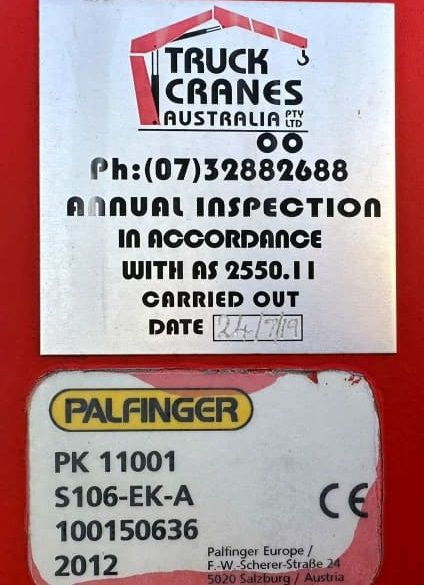 TRUCK
CRANES
AUSTRALIA PTY LTD
Ph:(07)32882688
ANNUAL INSPECTION
IN ACCORDANCE
WITH AS 2550.11
CARRIED OUT
DATE 24/7/19
PALFINGER
PK 11001
S106-EK-A
100150636
2012
CE
Palfinger Europe /
F.-W.-Scherer-Straße 24
5020 Salzburg / Austria